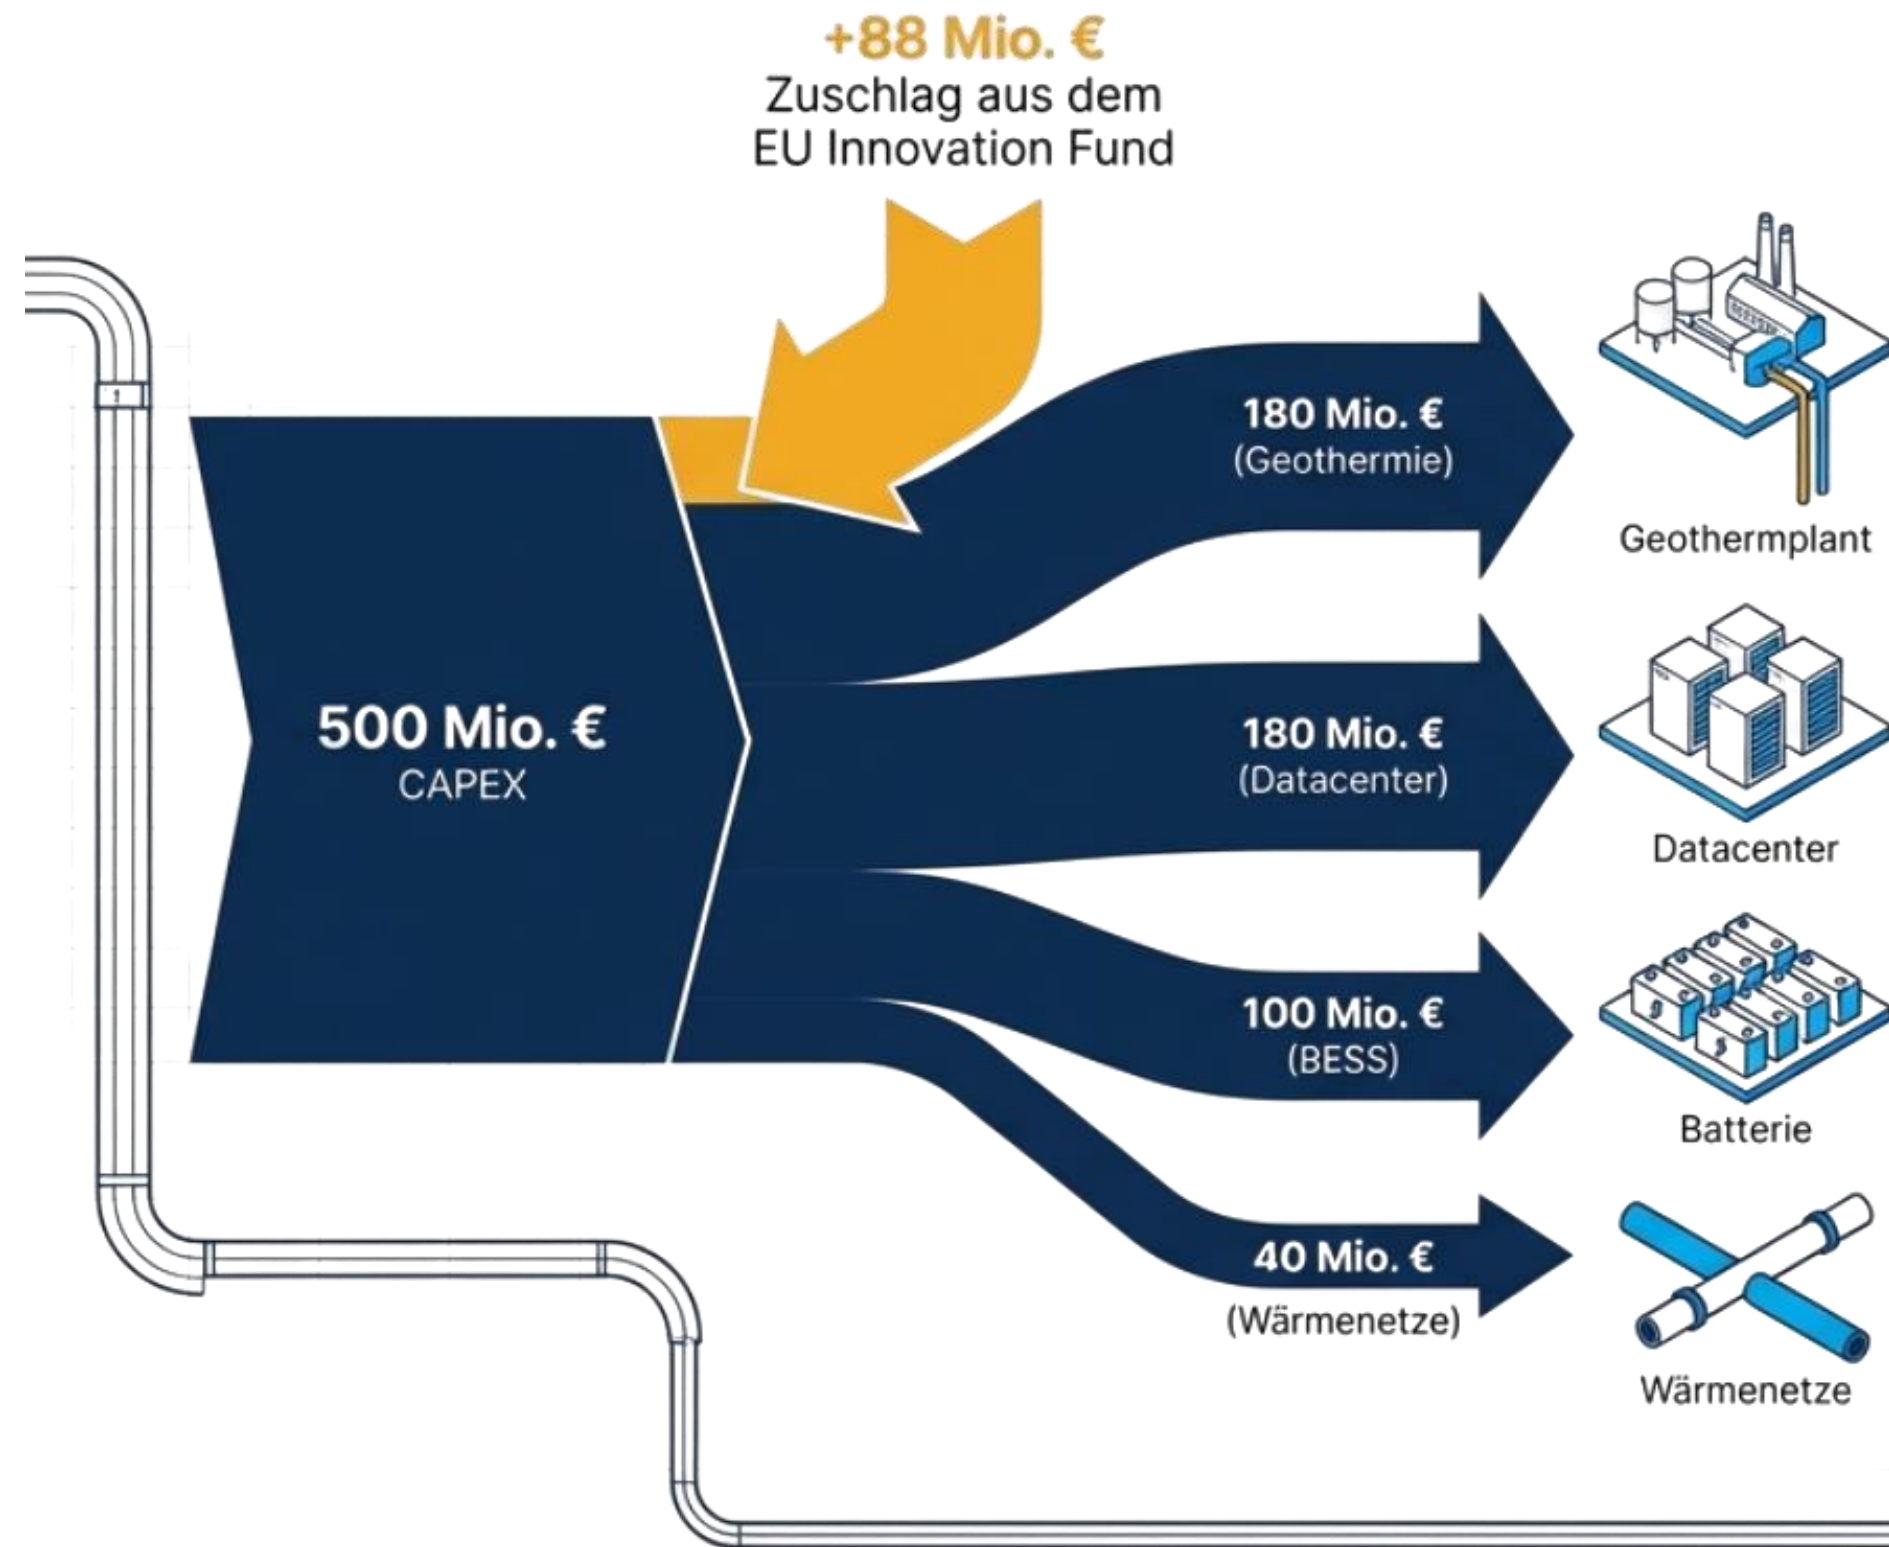 +88 Mio. €
Zuschlag aus dem
EU Innovation Fund
500 Mio. €
CAPEX
180 Mio. €
(Geothermie)
Geothermplant
180 Mio. €
(Datacenter)
Datacenter
100 Mio. €
(BESS)
Batterie
40 Mio. €
(Wärmenetze)
Wärmenetze